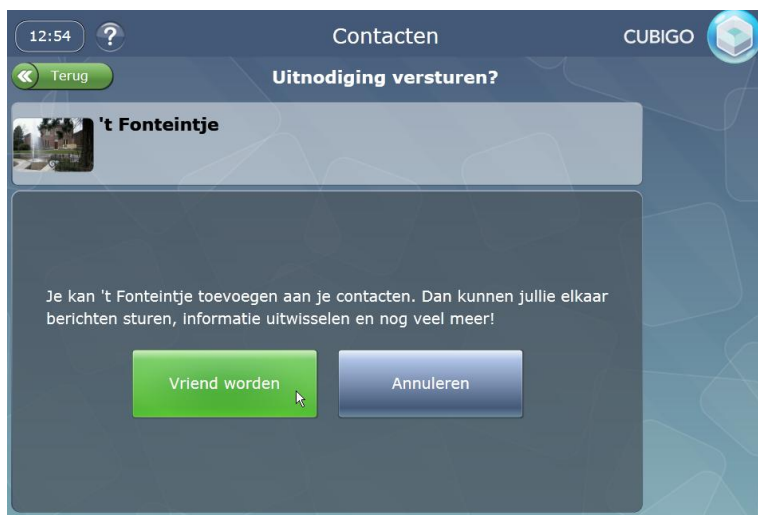 12:54 ? Contacten CUBIGO
Terug Uitnodiging versturen?
't Fonteintje
Je kan 't Fonteintje toevoegen aan je contacten. Dan kunnen jullie elkaar
berichten sturen, informatie uitwisselen en nog veel meer!
Vriend worden Annuleren